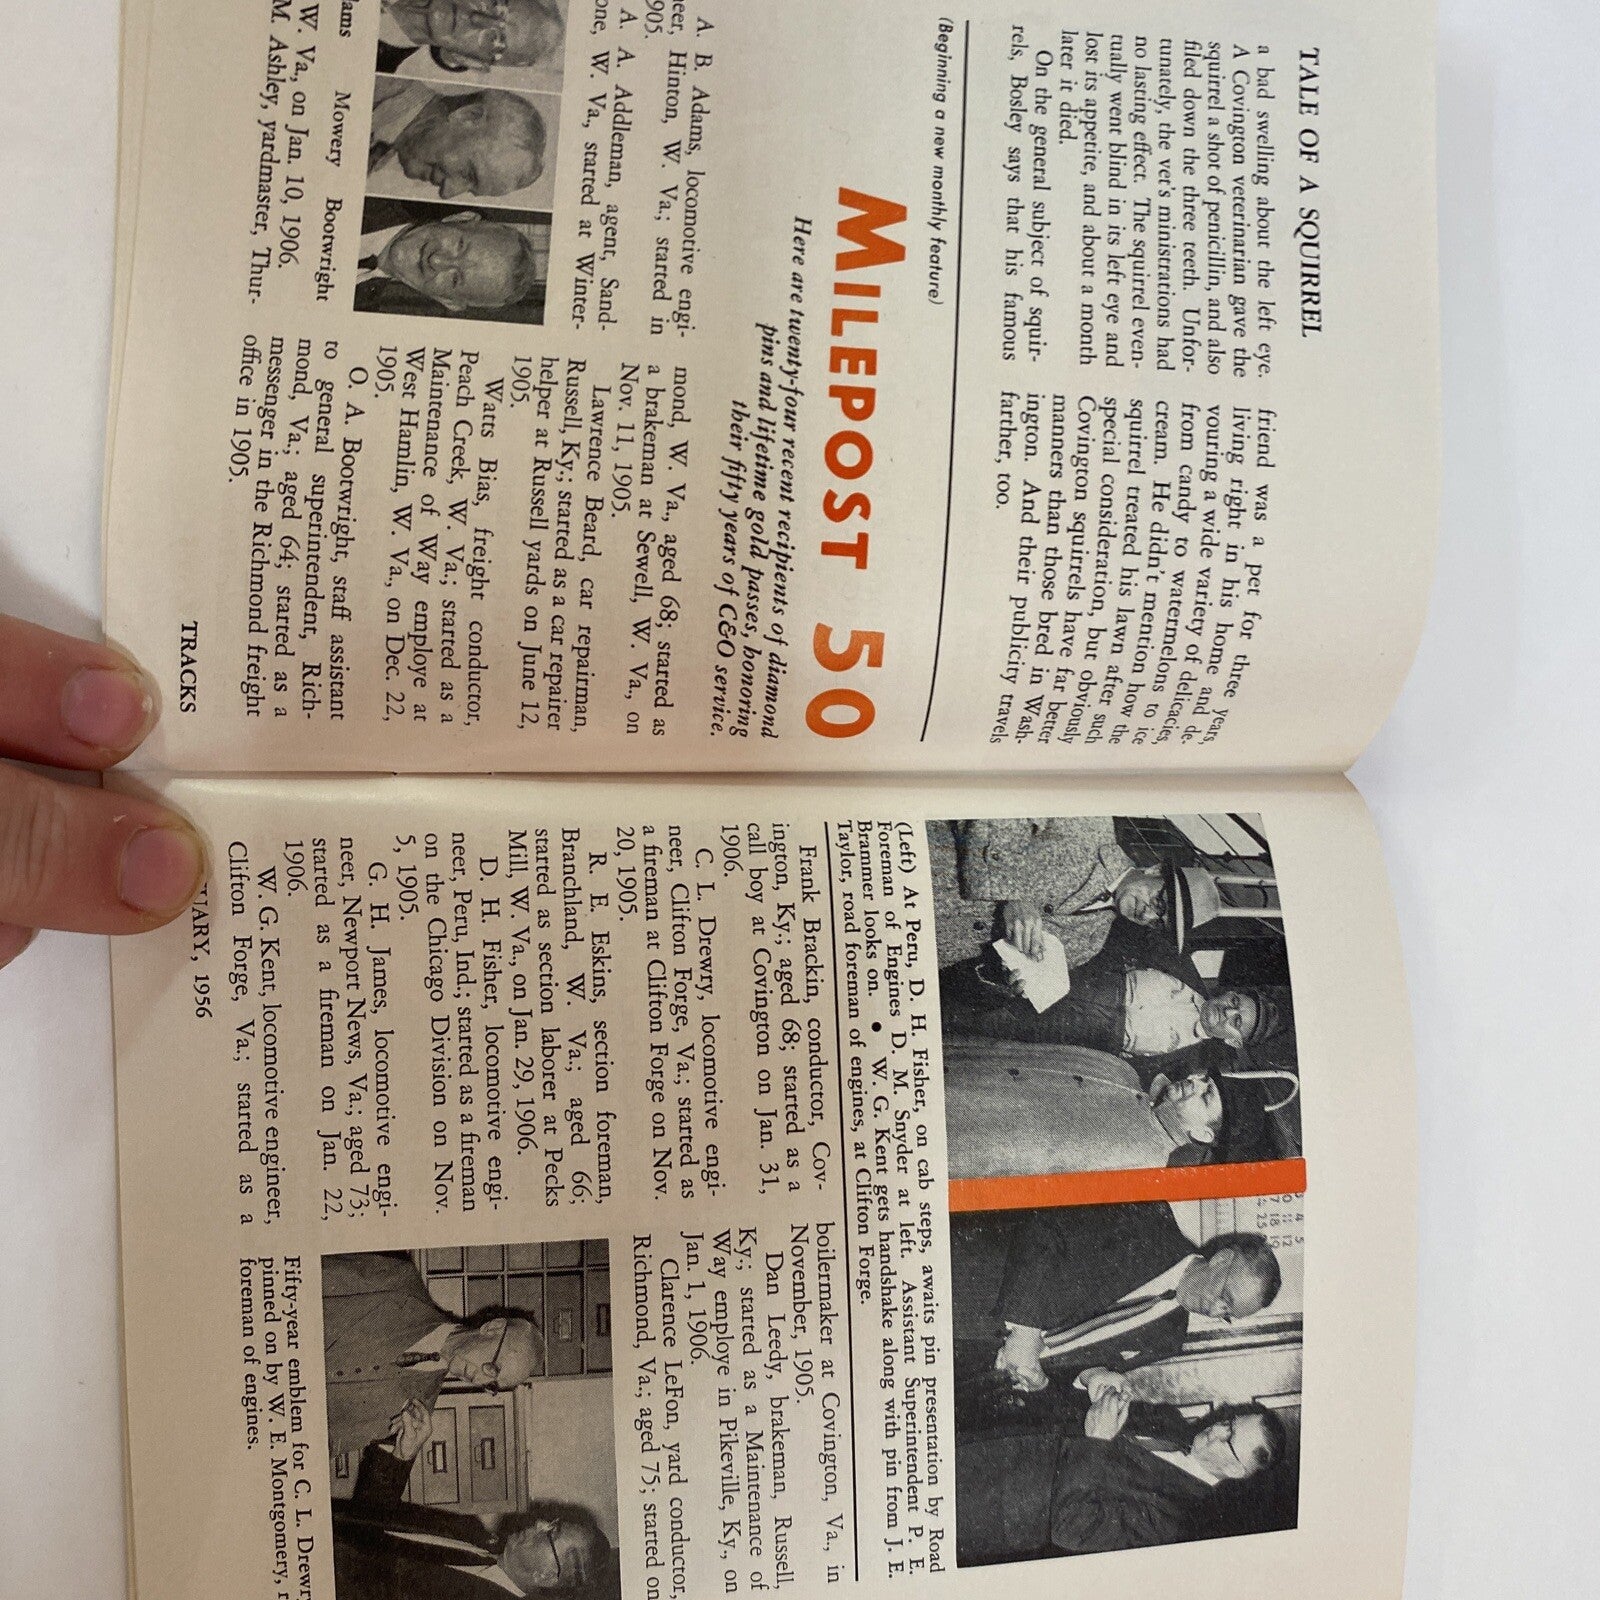 TALE OF A SQUIRREL
a bad swelling about the left eye.
A Covington veterinarian gave the
squirrel a shot of penicillin, and also
filed down the three teeth. Unfor-
tunately, the vet's ministrations had
no lasting effect. The squirrel even-
tually went blind in its left eye and
lost its appetite, and about a month
later it died.
On the general subject of squir-
rels, Bosley says that his famous
friend was a pet for three years,
living right in his home and de-
vouring a wide variety of delicacies,
from candy to watermelons to ice
cream. He didn't mention how the
squirrel treated his lawn after such
special consideration, but obviously
Covington squirrels have far better
manners than those bred in Wash-
ington. And their publicity travels
farther, too.
(Beginning a new monthly feature)
MILEPOST 50
Here are twenty-four recent recipients of diamond
pins and lifetime gold passes, honoring
their fifty years of C&O service.
A. B. Adams, locomotive engi-
neer, Hinton, W. Va.; started in
1905.
A. A. Addleman, agent, Sand-
one, W. Va., started at Winter-
Mowery Bootwright
W. Va., on Jan. 10, 1906.
M. Ashley, yardmaster, Thur-
mond, W. Va., aged 68; started as
a brakeman at Sewell, W. Va., on
Nov. 11, 1905.
Lawrence Beard, car repairman,
Russell, Ky.; started as a car repairer
helper at Russell yards on June 12,
1905.
Watts Bias, freight conductor,
Peach Creek, W. Va.; started as a
Maintenance of Way employe at
West Hamlin, W. Va., on Dec. 22,
1905.
O. A. Bootwright, staff assistant
to general superintendent, Rich-
mond, Va.; aged 64; started as a
messenger in the Richmond freight
office in 1905.
TRACKS
4 5
11 12
17 18 19
24 25
(Left) At Peru, D. H. Fisher, on cab steps, awaits pin presentation by Road
Foreman of Engines D. M. Snyder at left. Assistant Superintendent P. E.
Brammer looks on. • W. G. Kent gets handshake along with pin from J. E.
Taylor, road foreman of engines, at Clifton Forge.
Frank Brackin, conductor, Cov-
ington, Ky.; aged 68; started as a
call boy at Covington on Jan. 31,
1906.
C. L. Drewry, locomotive engi-
neer, Clifton Forge, Va.; started as
a fireman at Clifton Forge on Nov.
20, 1905.
R. E. Eskins, section foreman,
Branchland, W. Va.; aged 66;
started as section laborer at Pecks
Mill, W. Va., on Jan. 29, 1906.
D. H. Fisher, locomotive engi-
neer, Peru, Ind.; started as a fireman
on the Chicago Division on Nov.
5, 1905.
G. H. James, locomotive engi-
neer, Newport News, Va.; aged 73;
started as a fireman on Jan. 22,
1906.
W. G. Kent, locomotive engineer,
Clifton Forge, Va.; started as a
boilermaker at Covington, Va., in
November, 1905.
Dan Leedy, brakeman, Russell,
Ky.; started as a Maintenance of
Way employe in Pikeville, Ky., on
Jan. 1, 1906.
Clarence LeFon, yard conductor,
Richmond, Va.; aged 75; started on
Fifty-year emblem for C. L. Drewry
pinned on by W. E. Montgomery, r
foreman of engines.
UARY, 1956